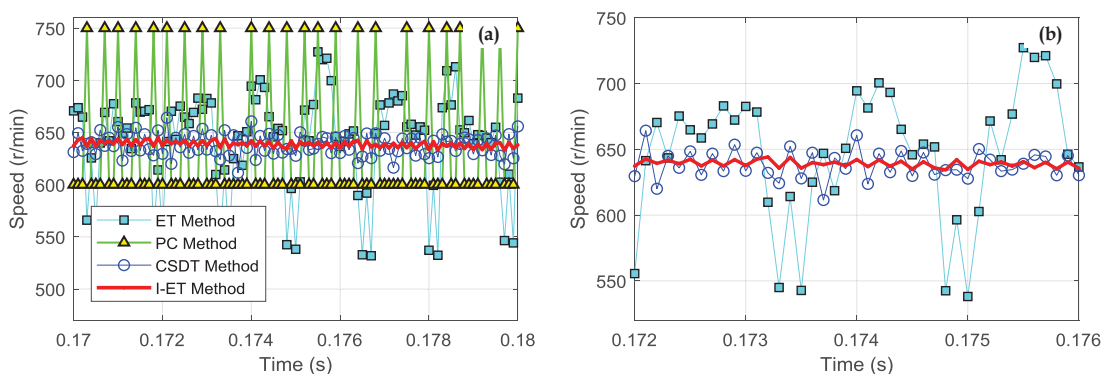 (a)
Speed (r/min)
750
700
650
600
550
500
ET Method
PC Method
CSDT Method
I-ET Method
0.17 0.172 0.174 0.176 0.178 0.18
Time (s)
(b)
Speed (r/min)
750
700
650
600
550
0.172 0.173 0.174 0.175 0.176
Time (s)